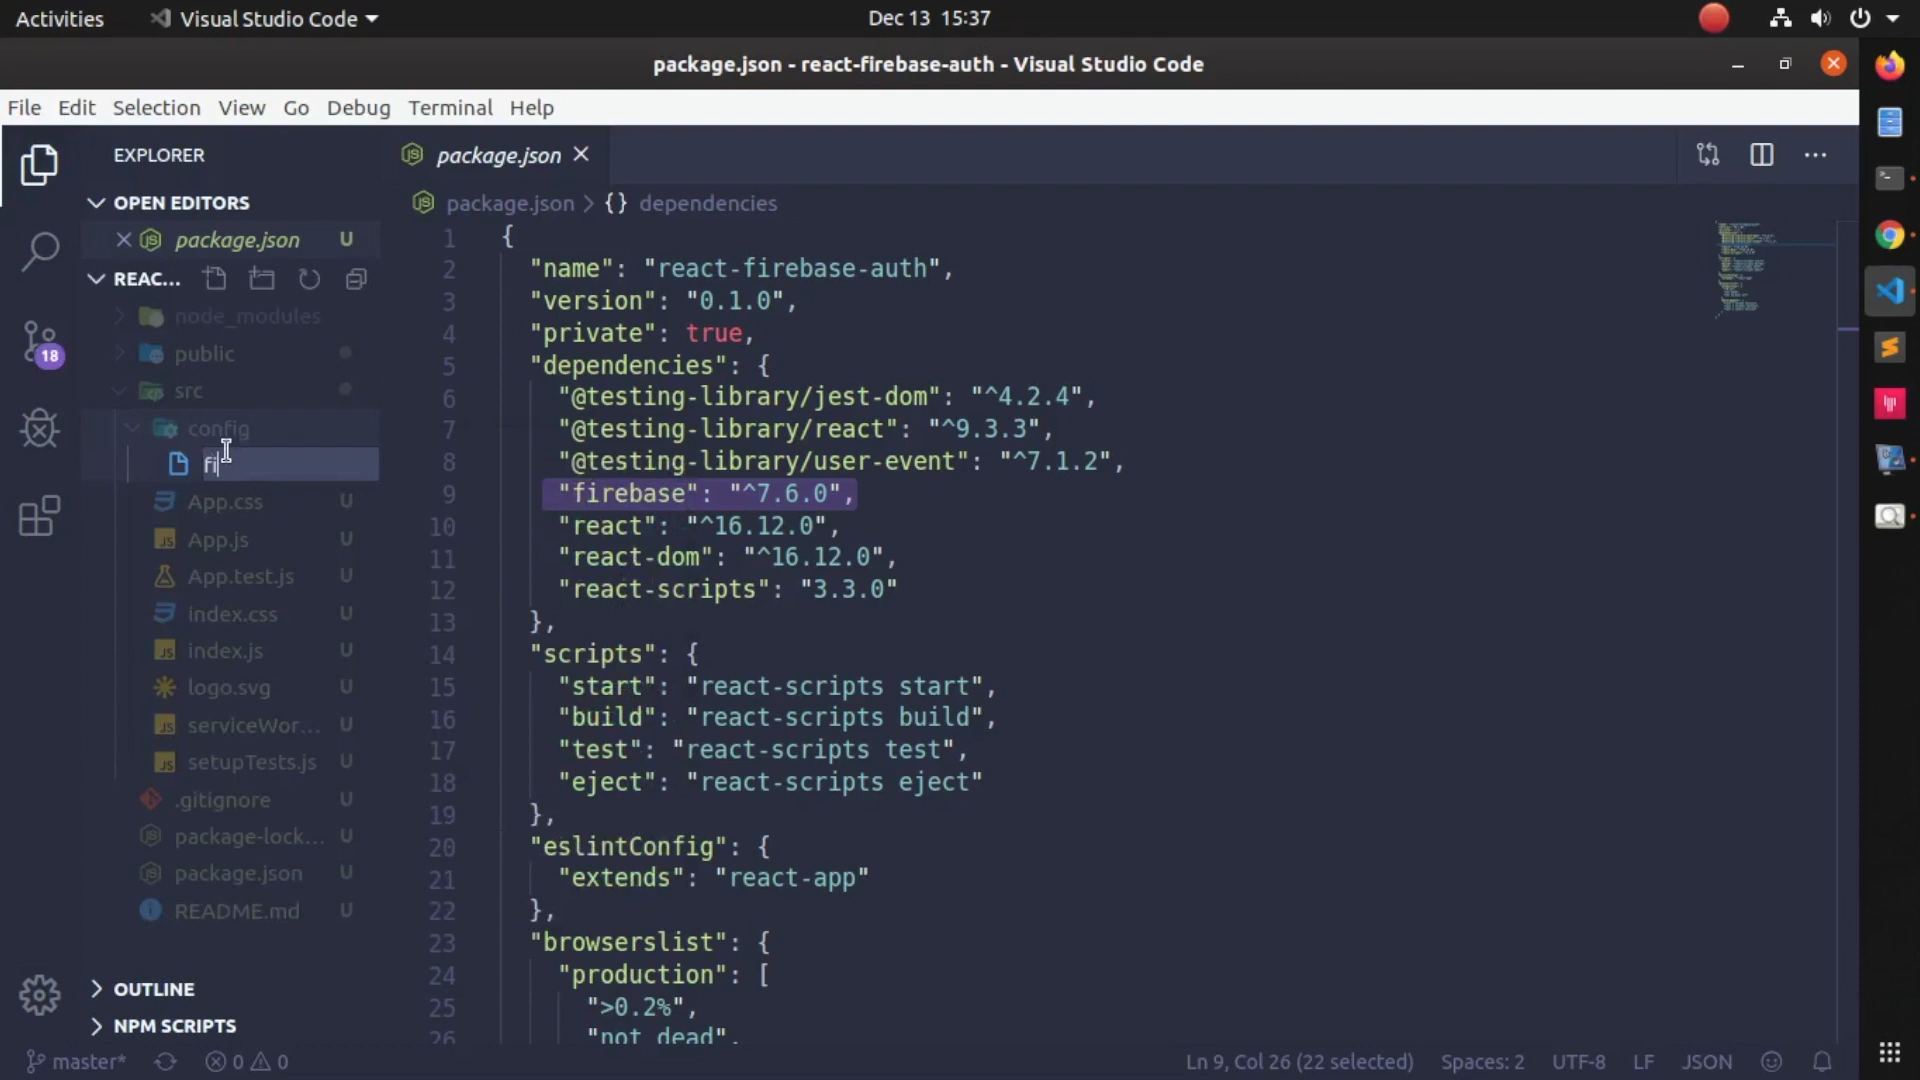 Activities
Visual Studio Code
Dec 13 15:37
package.json - react-firebase-auth - Visual Studio Code
File Edit Selection View Go Debug Terminal Help
EXPLORER
OPEN EDITORS
package.json U
REAC...
node_modules
public
src
config
fi
App.css U
App.js U
App.test.js U
index.css U
index.js U
logo.svg U
serviceWor... U
setupTests.js U
.gitignore U
package-lock... U
package.json U
README.md U
OUTLINE
NPM SCRIPTS
18
package.json
package.json > {} dependencies
1 {
2 "name": "react-firebase-auth",
3 "version": "0.1.0",
4 "private": true,
5 "dependencies": {
6 "@testing-library/jest-dom": "^4.2.4",
7 "@testing-library/react": "^9.3.3",
8 "@testing-library/user-event": "^7.1.2",
9 "firebase": "^7.6.0",
10 "react": "^16.12.0",
11 "react-dom": "^16.12.0",
12 "react-scripts": "3.3.0"
13 },
14 "scripts": {
15 "start": "react-scripts start",
16 "build": "react-scripts build",
17 "test": "react-scripts test",
18 "eject": "react-scripts eject"
19 },
20 "eslintConfig": {
21 "extends": "react-app"
22 },
23 "browserslist": {
24 "production": [
25 ">0.2%",
26 "not dead",
master* 0 0
Ln 9, Col 26 (22 selected) Spaces: 2 UTF-8 LF JSON